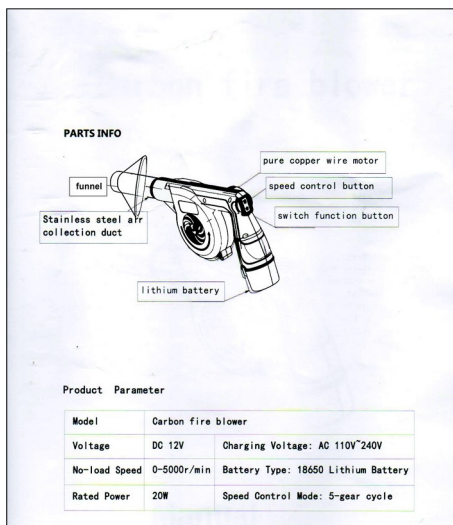 PARTS INFO
pure copper wire motor
funnel
speed control button
Stainless steel air
collection duct
switch function button
lithium battery
Product Parameter
Model Carbon fire blower
Voltage DC 12V Charging Voltage: AC 110V~240V
No-load Speed 0-5000r/min Battery Type: 18650 Lithium Battery
Rated Power 20W Speed Control Mode: 5-gear cycle